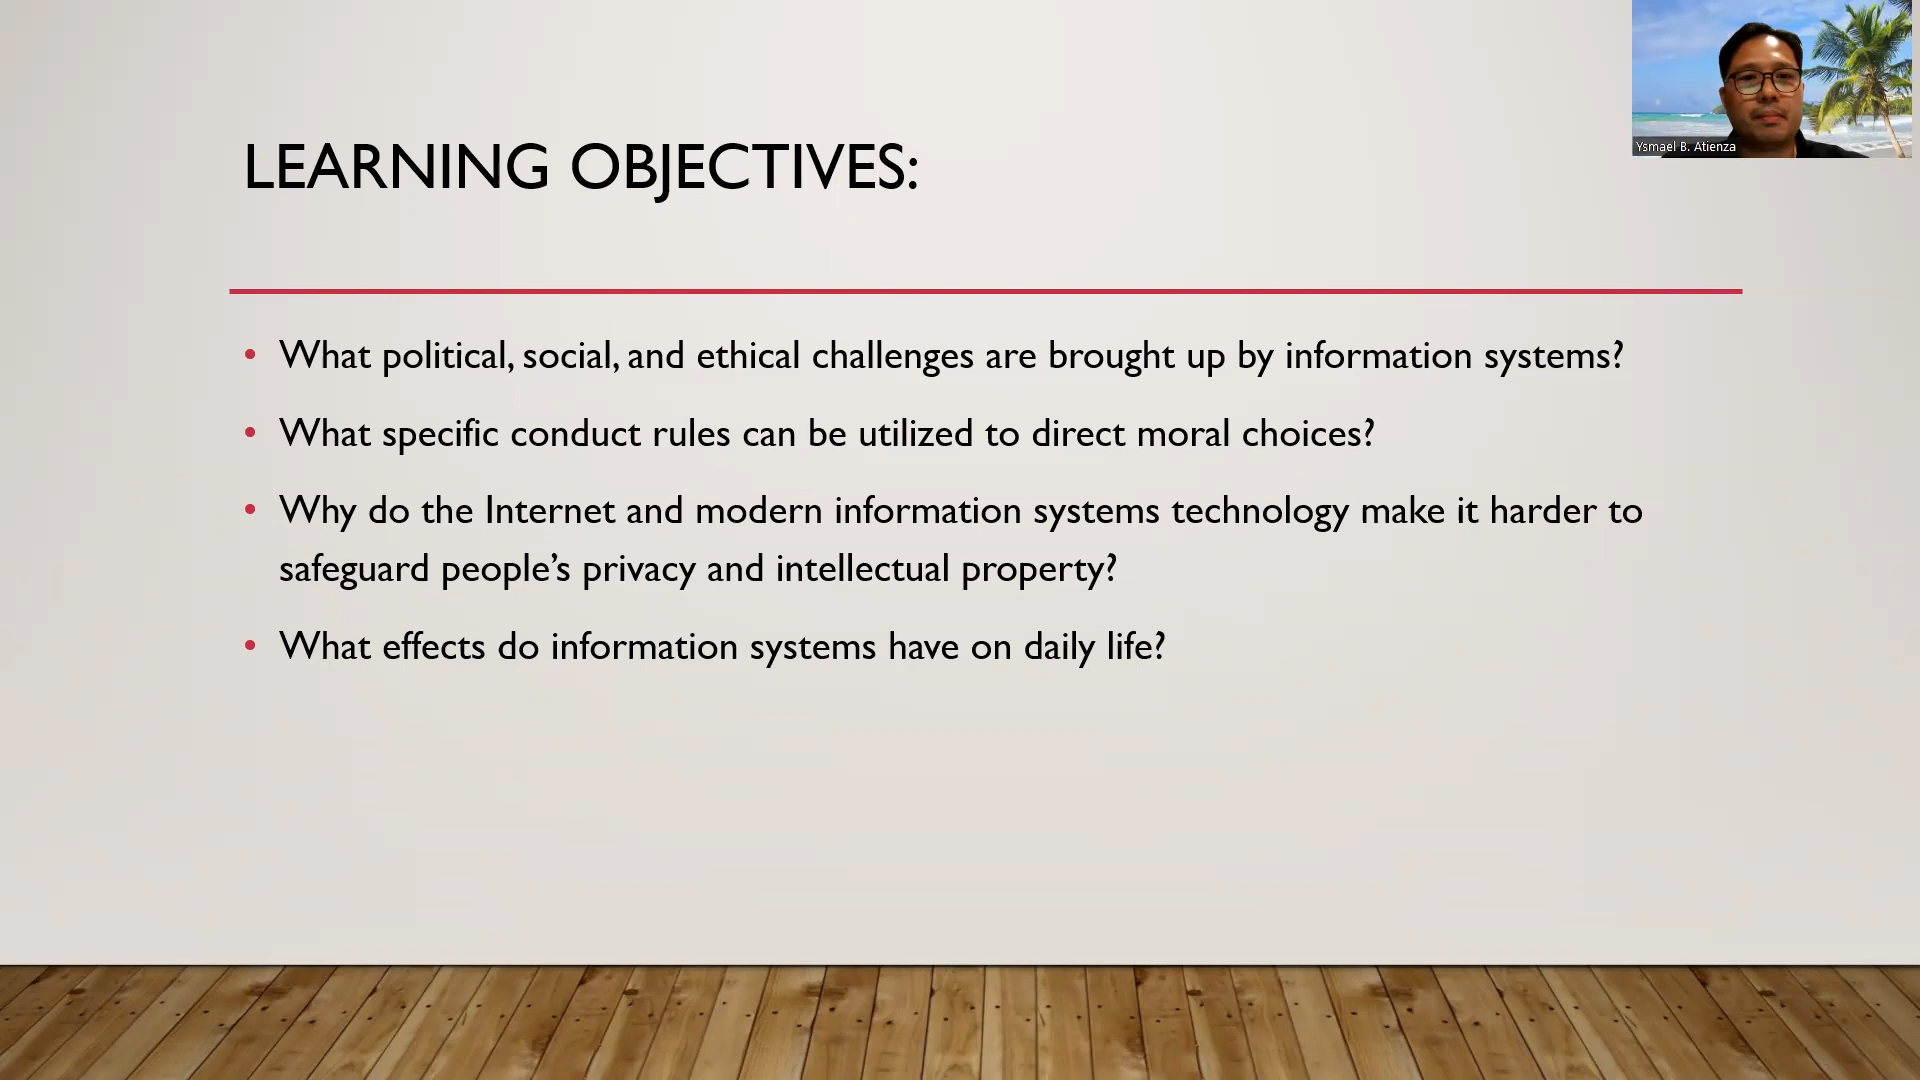 LEARNING OBJECTIVES:
• What political, social, and ethical challenges are brought up by information systems?
• What specific conduct rules can be utilized to direct moral choices?
• Why do the Internet and modern information systems technology make it harder to
safeguard people’s privacy and intellectual property?
• What effects do information systems have on daily life?
Ysmael B. Atienza